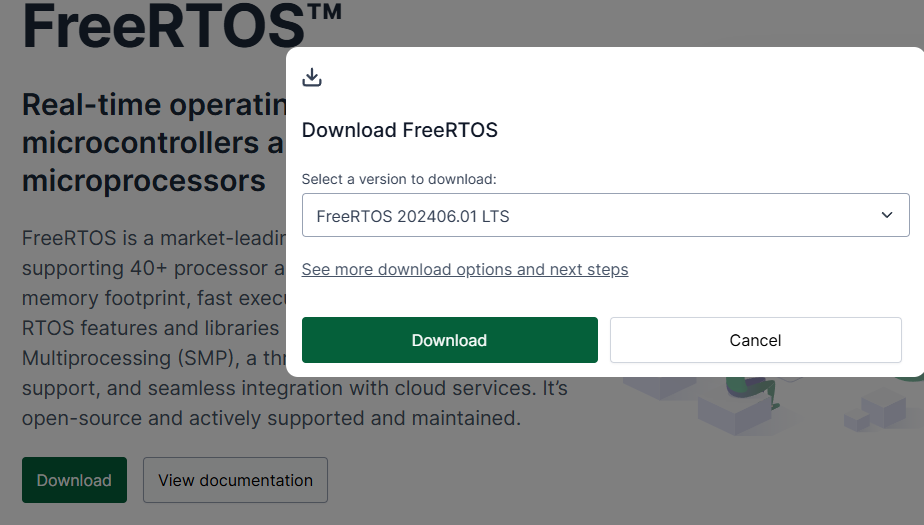 FreeRTOS™
Real-time operatin
microcontrollers a
microprocessors
FreeRTOS is a market-leadin
supporting 40+ processor a
memory footprint, fast execu
RTOS features and libraries
Multiprocessing (SMP), a thr
support, and seamless integration with cloud services. It’s
open-source and actively supported and maintained.
Download
View documentation
Download FreeRTOS
Select a version to download:
FreeRTOS 202406.01 LTS
See more download options and next steps
Download
Cancel